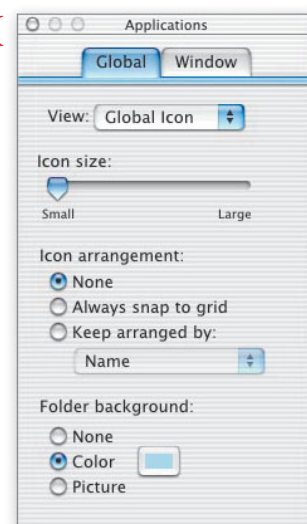 Applications
Global Window
View: Global Icon
Icon size:
Small Large
Icon arrangement:
None
Always snap to grid
Keep arranged by:
Name
Folder background:
None
Color
Picture